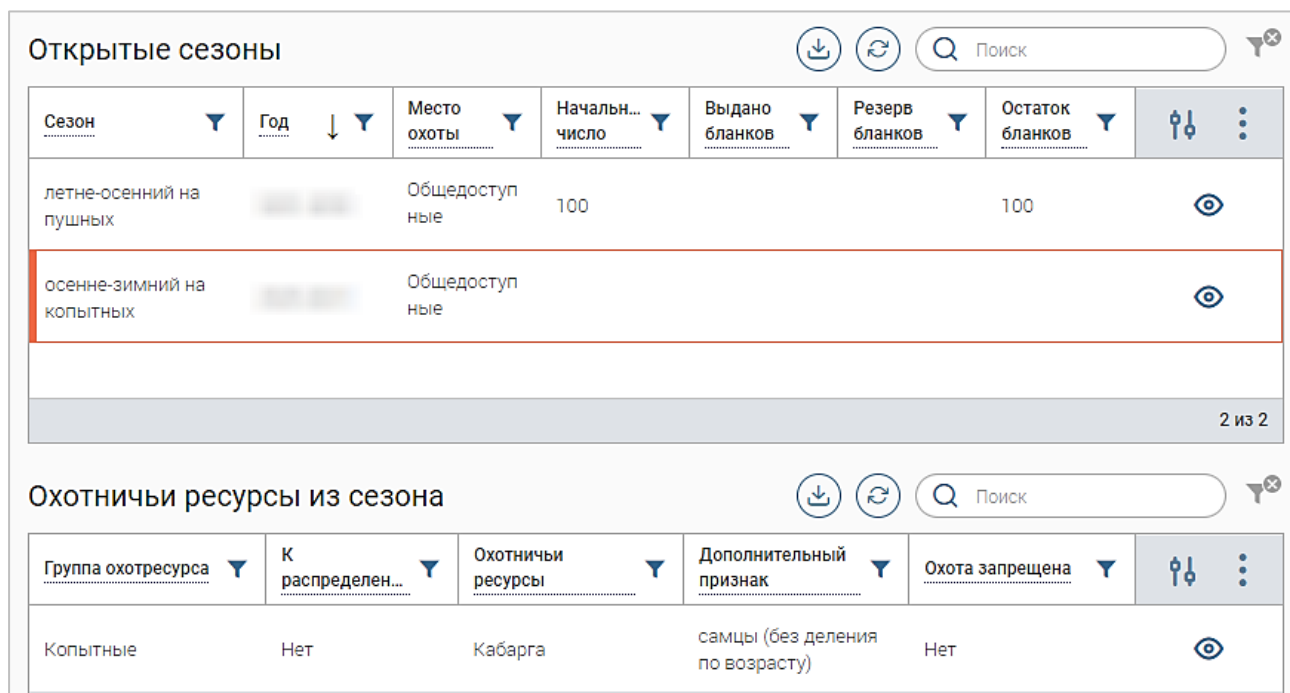 Открытые сезоны
Поиск
Сезон
Год
Место
охоты
Начальн...
число
Выдано
бланков
Резерв
бланков
Остаток
бланков
летне-осенний на
пушных
Общедоступ
ные
100
100
осенне-зимний на
копытных
Общедоступ
ные
2 из 2
Охотничьи ресурсы из сезона
Поиск
Группа охотресурса
К
распределен...
Охотничьи
ресурсы
Дополнительный
признак
Охота запрещена
Копытные
Нет
Кабарга
самцы (без деления
по возрасту)
Нет